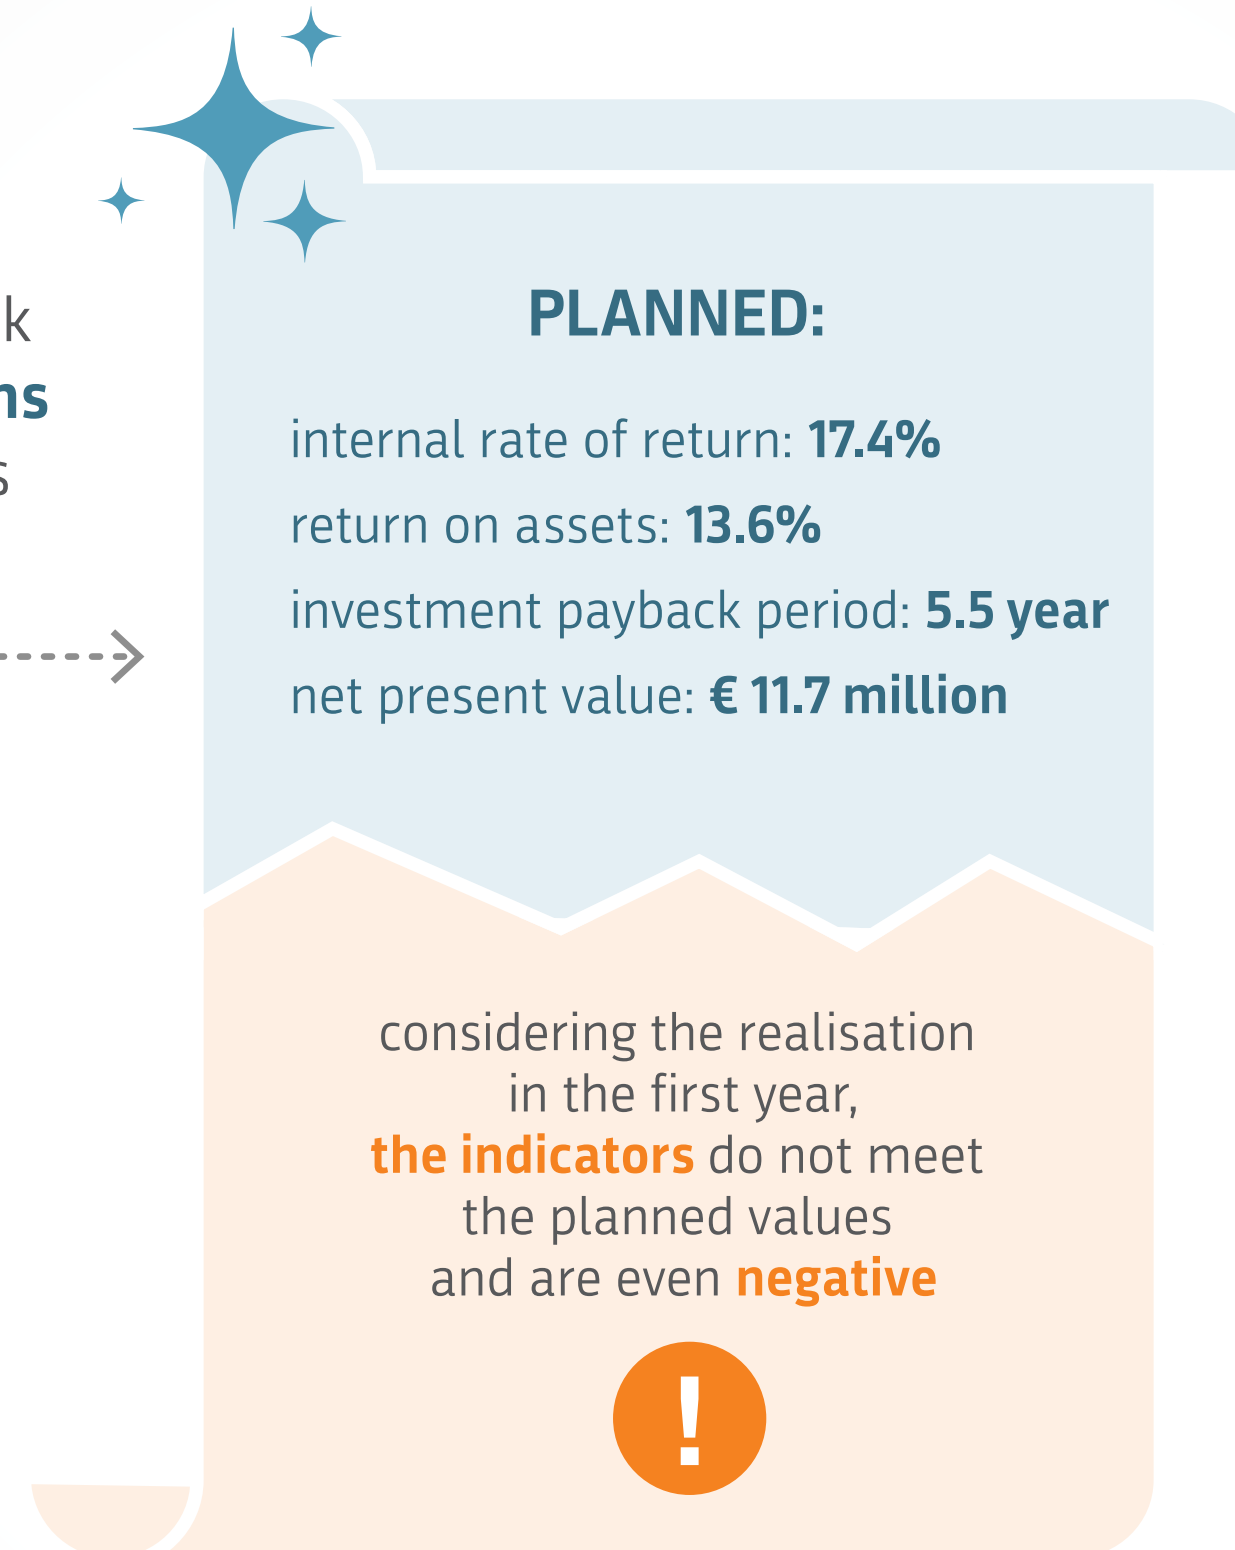 k
ns
s
PLANNED:
internal rate of return: 17.4%
return on assets: 13.6%
investment payback period: 5.5 year
net present value: € 11.7 million
considering the realisation
in the first year,
the indicators do not meet
the planned values
and are even negative
!